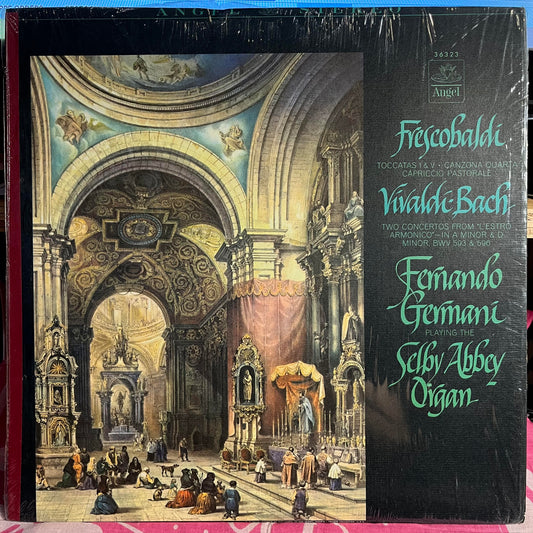 ANGEL
36323
Angel
Frescobaldi
TOCCATAS I & V • CANZONA QUARTA
CAPRICCIO PASTORALE
Vivaldi-Bach
TWO CONCERTOS FROM "L'ESTRO
ARMONICO"—IN A MINOR & D
MINOR, BWV 593 & 596
Fernando
Germani
PLAYING THE
Selby Abbey
Organ